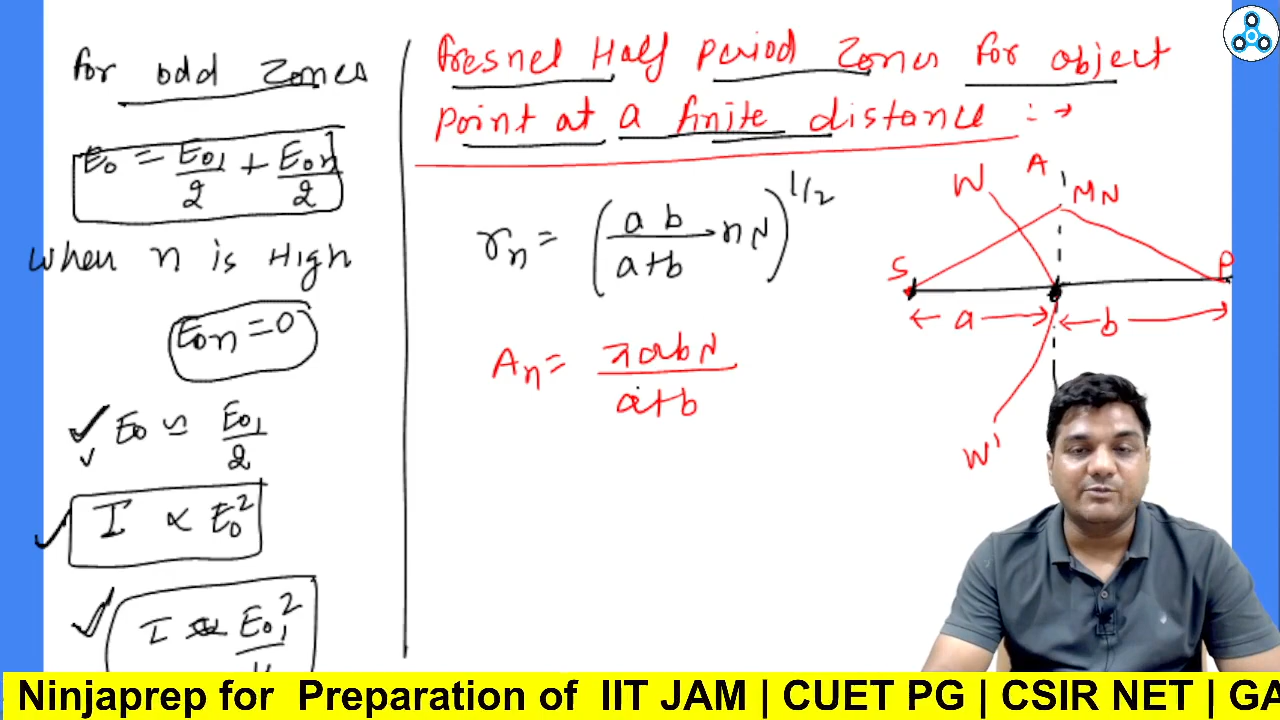 for odd Zones
E₀ = E₀₁/2 + E₀ₙ/2
When n is High
E₀ₙ = 0
E₀ ≃ E₀₁/2
I ∝ E₀²
I ≈ E₀₁²/4
Fresnel Half Period Zones for object
point at a finite distance :→
rₙ = (ab/(a+b) nλ)^1/2
Aₙ = πabλ/(a+b)
W
A
Mₙ
S
P
a
b
W'
Ninjaprep for Preparation of IIT JAM | CUET PG | CSIR NET | GA